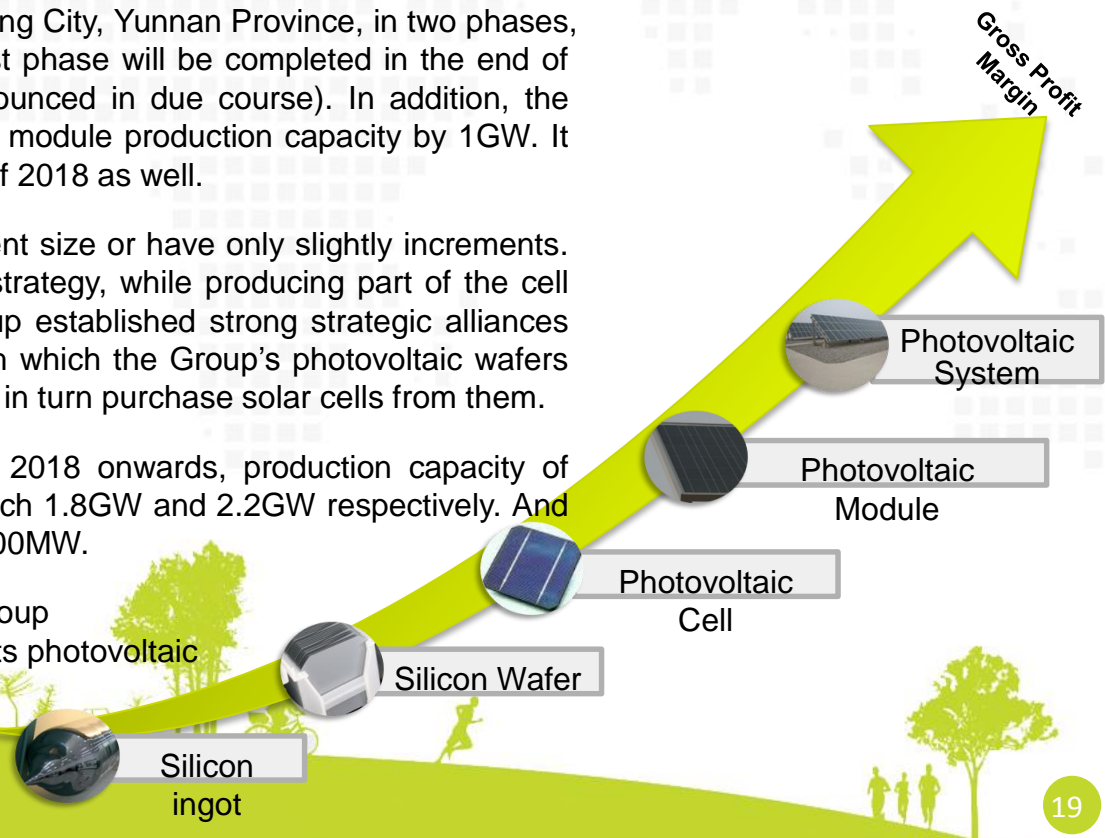 ng City, Yunnan Province, in two phases,
st phase will be completed in the end of
ounced in due course). In addition, the
module production capacity by 1GW. It
f 2018 as well.
ent size or have only slightly increments.
strategy, while producing part of the cell
up established strong strategic alliances
n which the Group's photovoltaic wafers
in turn purchase solar cells from them.
2018 onwards, production capacity of
ch 1.8GW and 2.2GW respectively. And
00MW.
oup
ts photovoltaic
Gross Profit
Margin
Photovoltaic
System
Photovoltaic
Module
Photovoltaic
Cell
Silicon Wafer
Silicon
ingot
19